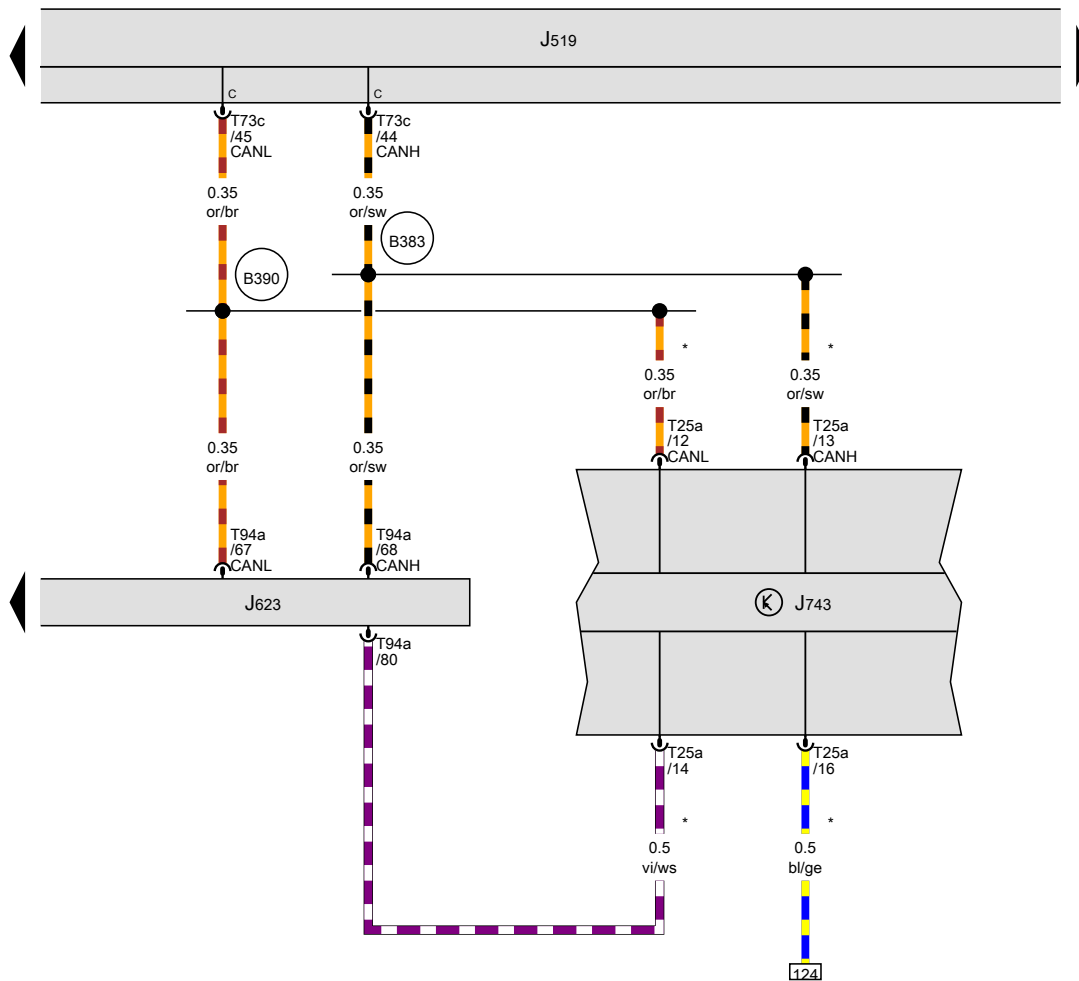 J519
C
C
T73c
/45
CANL
T73c
/44
CANH
0.35
or/br
0.35
or/sw
B383
B390
*
*
0.35
or/br
0.35
or/sw
T25a
/12
CANL
T25a
/13
CANH
0.35
or/br
0.35
or/sw
T94a
/67
CANL
T94a
/68
CANH
J623
J743
T94a
/80
T25a
/14
T25a
/16
*
*
0.5
vi/ws
0.5
bl/ge
124